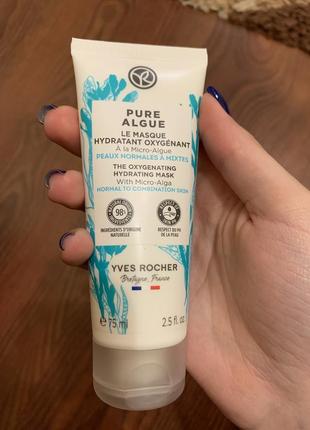 YR
PURE
ALGUE
LE MASQUE
HYDRATANT OXYGÉNANT
À la Micro-Algue
PEAUX NORMALES À MIXTES
THE OXYGENATING
HYDRATING MASK
With Micro-Alga
NORMAL TO COMBINATION SKIN
98%
INGRÉDIENTS D'ORIGINE
NATURELLE
RESPECT DU PH
DE LA PEAU
YVES ROCHER
Bretagne, France
e 75 ml 2.5 fl. oz